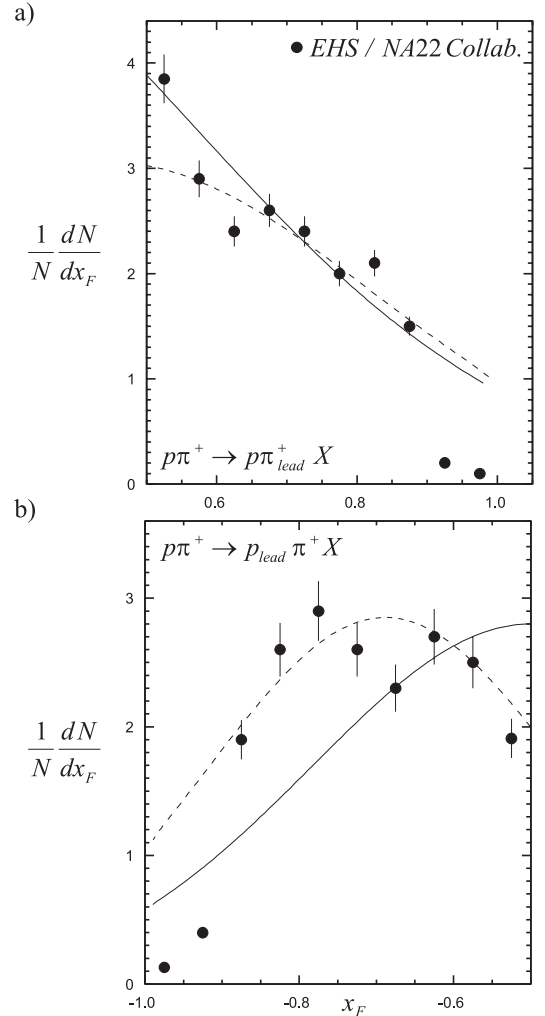 a)
● EHS / NA22 Collab.
4
3
2
1
0
1/N dN/dx_F
pπ⁺ → pπ⁺_lead X
0.6 0.8 1.0
b)
pπ⁺ → p_lead π⁺ X
3
2
1
0
1/N dN/dx_F
-1.0 -0.8 -0.6
x_F